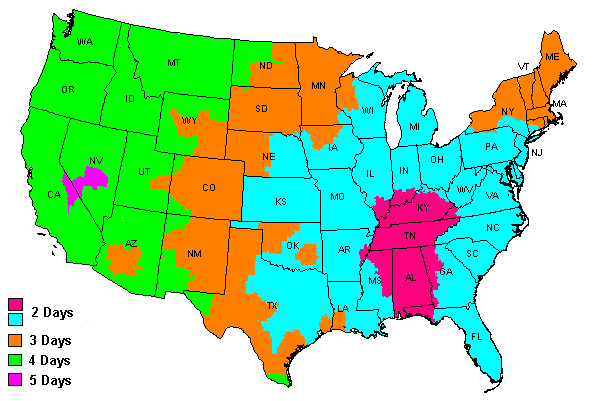 WA
MT
ND
MN
VT
ME
OR
ID
SD
WI
MI
NY
MA
WY
NV
UT
CO
NE
IA
IL
IN
OH
PA
NJ
CA
KS
MO
KY
WV
VA
AZ
NM
OK
AR
TN
NC
SC
TX
LA
MS
AL
GA
FL
2 Days
3 Days
4 Days
5 Days